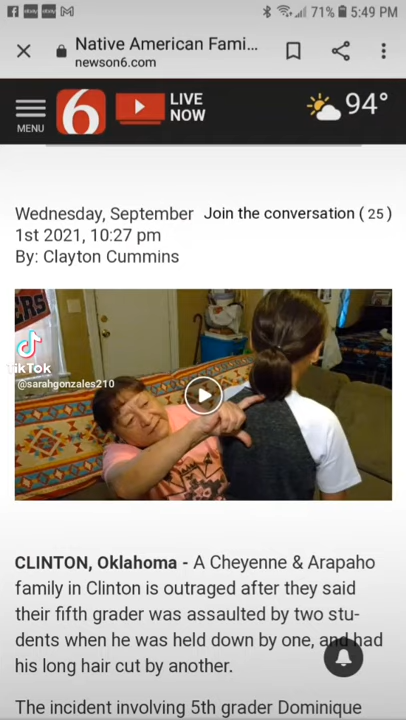 71% 5:49 PM
Native American Fami...
newson6.com
MENU
6
LIVE
NOW
94°
Wednesday, September
1st 2021, 10:27 pm
Join the conversation ( 25 )
By: Clayton Cummins
ERS
TikTok
@sarahgonzales210
CLINTON, Oklahoma - A Cheyenne & Arapaho
family in Clinton is outraged after they said
their fifth grader was assaulted by two stu-
dents when he was held down by one, and had
his long hair cut by another.
The incident involving 5th grader Dominique